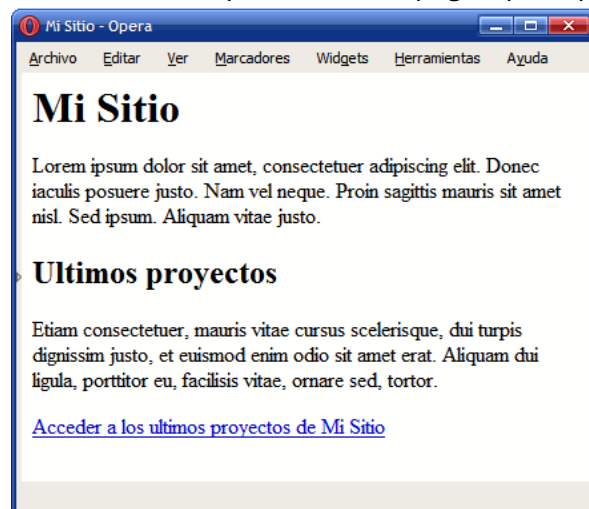 Mi Sitio - Opera
Archivo Editar Ver Marcadores Widgets Herramientas Ayuda
Mi Sitio
Lorem ipsum dolor sit amet, consectetuer adipiscing elit. Donec
iaculis posuere justo. Nam vel neque. Proin sagittis mauris sit amet
nisl. Sed ipsum. Aliquam vitae justo.
Ultimos proyectos
Etiam consectetuer, mauris vitae cursus scelerisque, dui turpis
dignissim justo, et euismod enim odio sit amet erat. Aliquam dui
ligula, porttitor eu, facilisis vitae, ornare sed, tortor.
Acceder a los ultimos proyectos de Mi Sitio